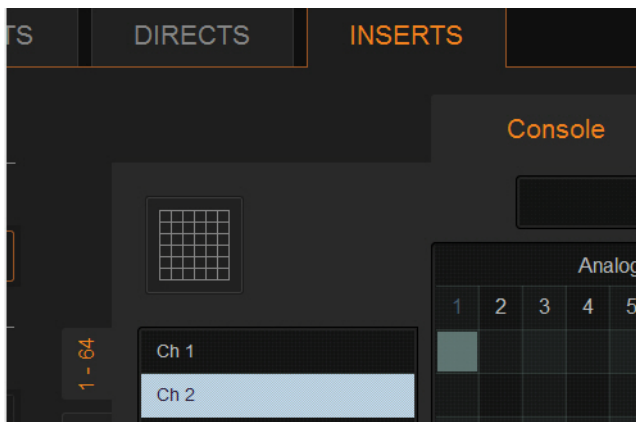 TS DIRECTS INSERTS
Console
Analog
1 2 3 4 5
1 - 64
Ch 1
Ch 2